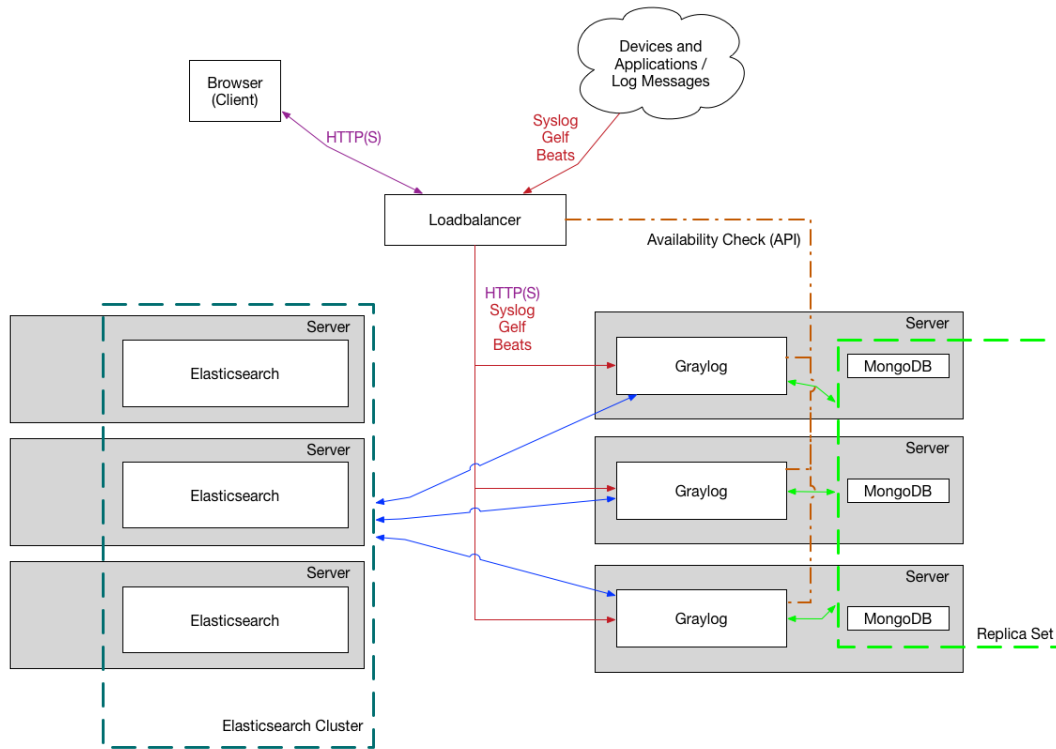 Devices and
Applications /
Log Messages
Browser
(Client)
HTTP(S)
Syslog
Gelf
Beats
Loadbalancer
Availability Check (API)
HTTP(S)
Syslog
Gelf
Beats
Server
Elasticsearch
Server
Elasticsearch
Server
Elasticsearch
Elasticsearch Cluster
Server
Graylog
MongoDB
Server
Graylog
MongoDB
Server
Graylog
MongoDB
Replica Set